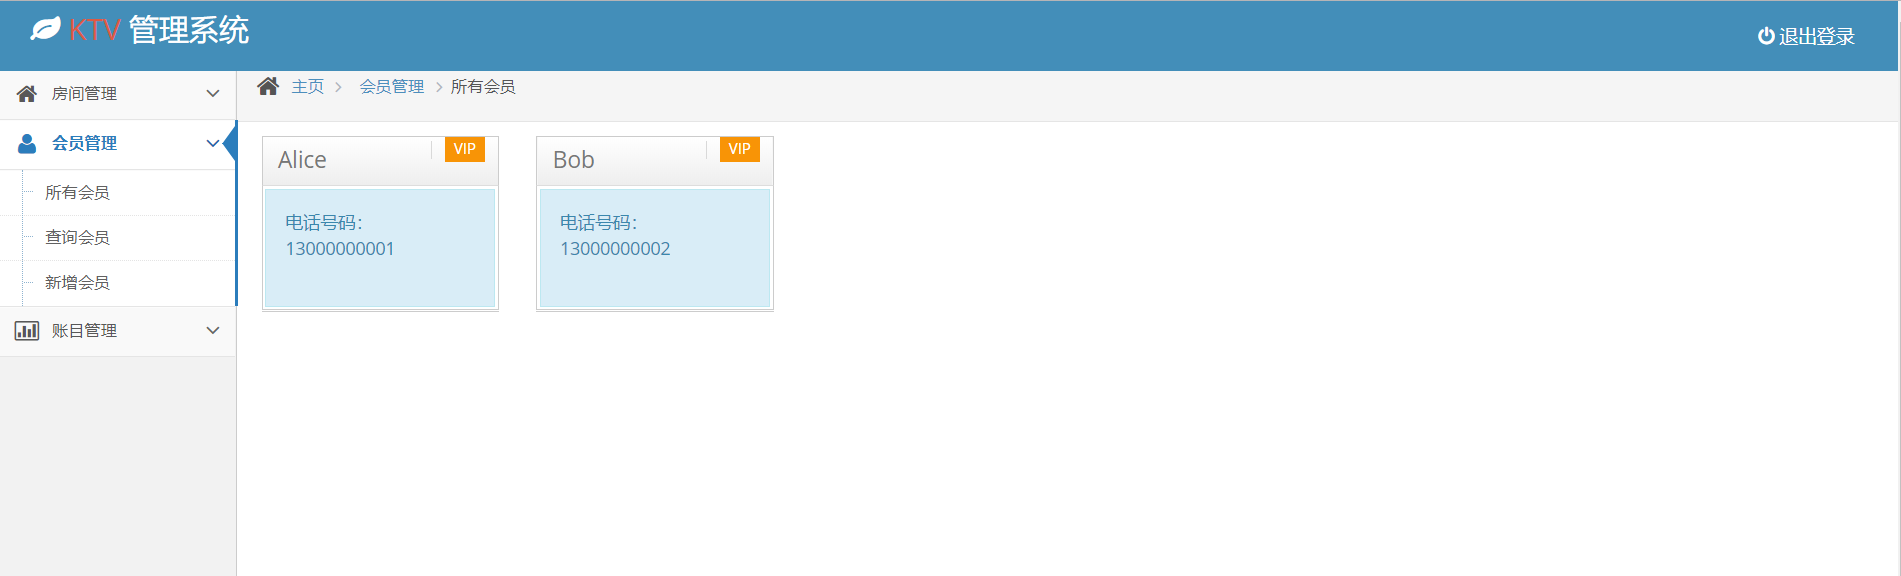 KTV 管理系统
退出登录
房间管理
会员管理
所有会员
查询会员
新增会员
账目管理
主页 会员管理 所有会员
Alice VIP
电话号码：
13000000001
Bob VIP
电话号码：
13000000002